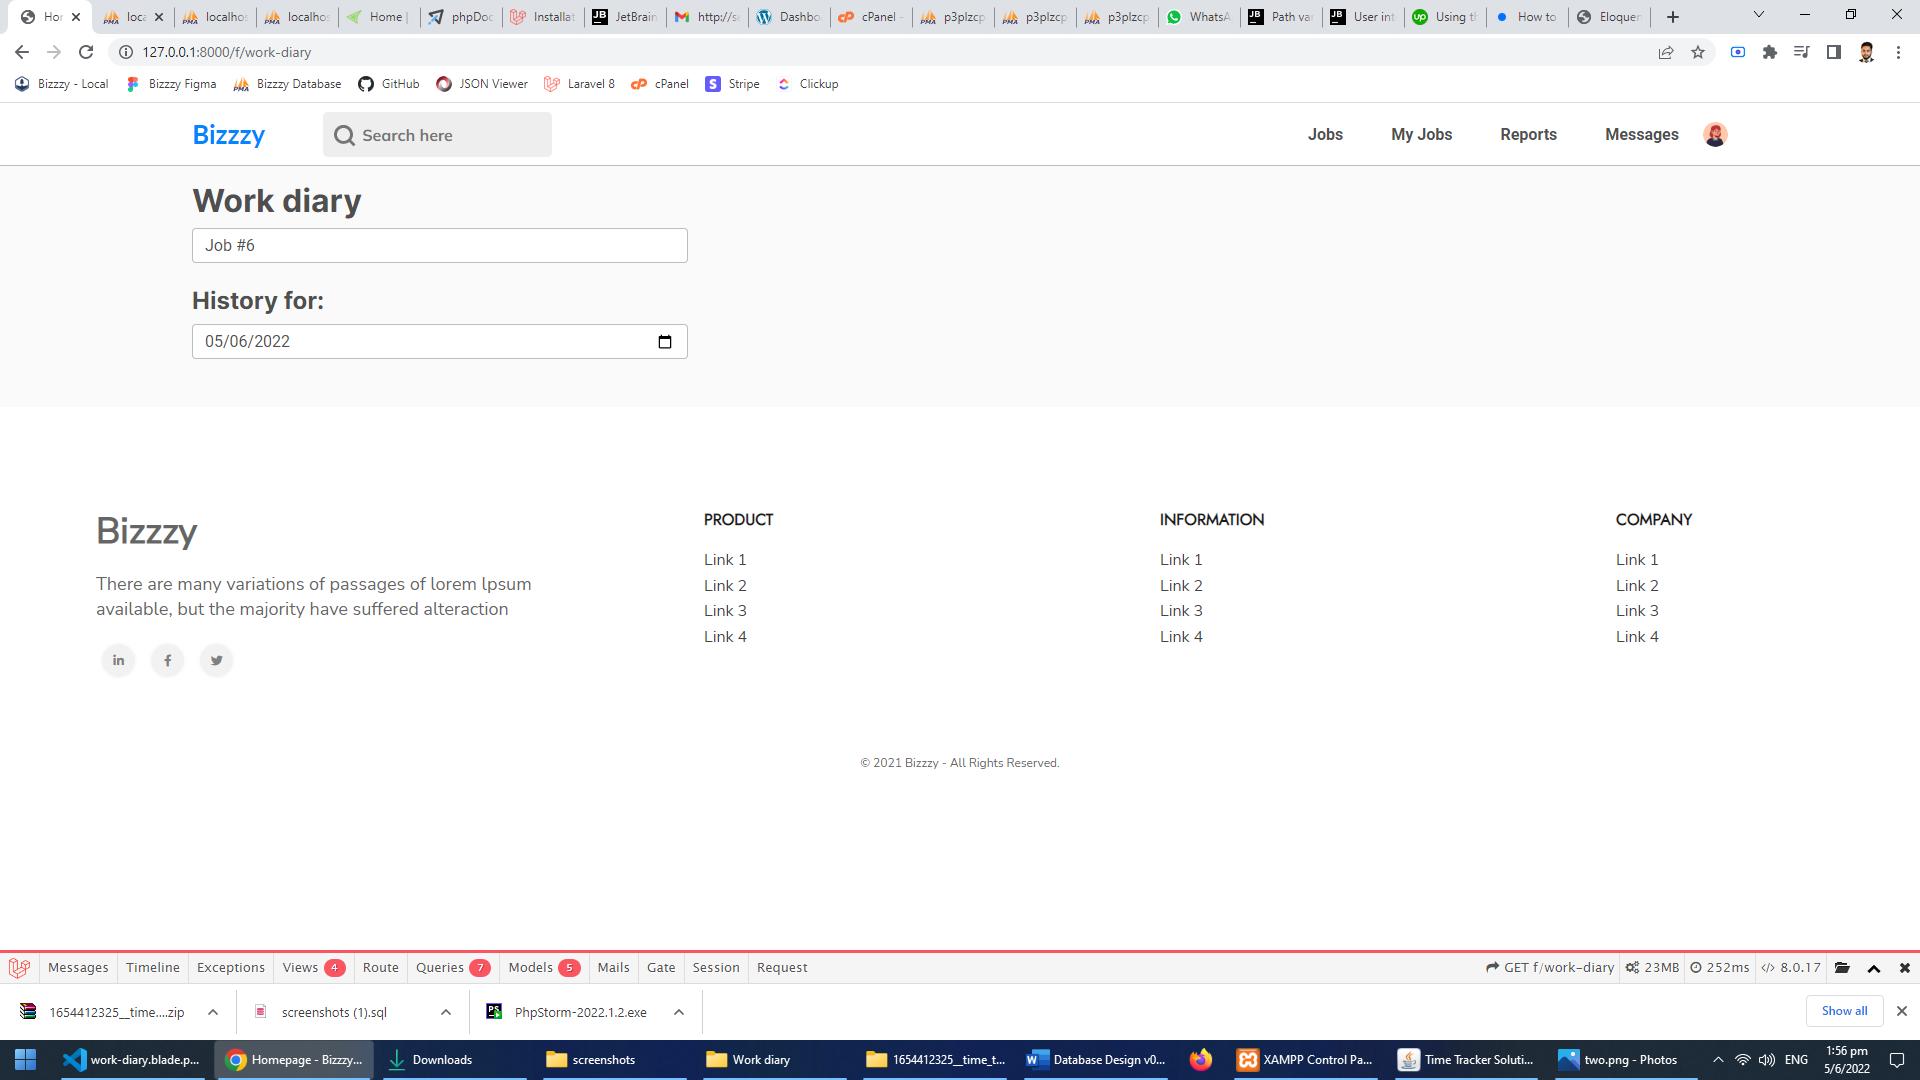 Hor
loca
localhos
localhos
Home |
phpDoc
Installat
JetBrain
http://se
Dashbo
cPanel -
p3plzcp
p3plzcp
p3plzcp
WhatsA
Path var
User int
Using th
How to
Eloquen
127.0.0.1:8000/f/work-diary
Bizzzy - Local
Bizzzy Figma
Bizzzy Database
GitHub
JSON Viewer
Laravel 8
cPanel
Stripe
Clickup
Bizzzy
Search here
Jobs
My Jobs
Reports
Messages
Work diary
Job #6
History for:
05/06/2022
Bizzzy
There are many variations of passages of lorem lpsum
available, but the majority have suffered alteraction
PRODUCT
Link 1
Link 2
Link 3
Link 4
INFORMATION
Link 1
Link 2
Link 3
Link 4
COMPANY
Link 1
Link 2
Link 3
Link 4
© 2021 Bizzzy - All Rights Reserved.
Messages
Timeline
Exceptions
Views 4
Route
Queries 7
Models 5
Mails
Gate
Session
Request
GET f/work-diary
23MB
252ms
8.0.17
1654412325__time....zip
screenshots (1).sql
PhpStorm-2022.1.2.exe
Show all
work-diary.blade.p...
Homepage - Bizzzy...
Downloads
screenshots
Work diary
1654412325__time_t...
Database Design v0...
XAMPP Control Pa...
Time Tracker Soluti...
two.png - Photos
ENG
1:56 pm
5/6/2022